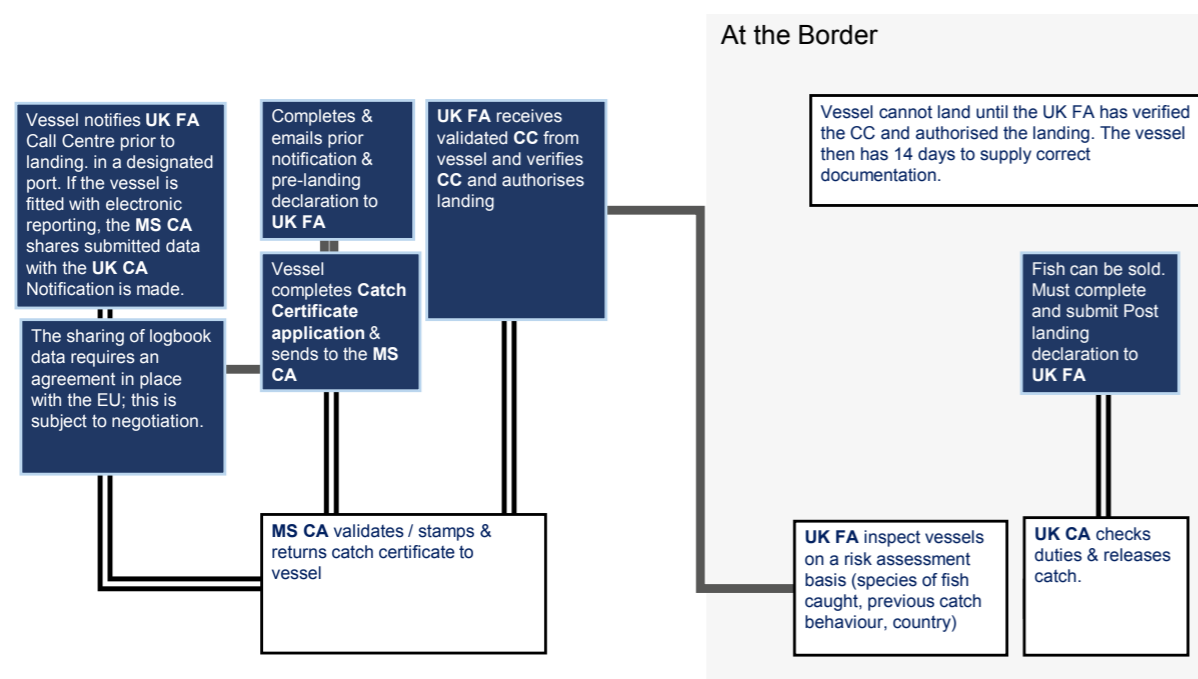 At the Border
Vessel notifies UK FA
Call Centre prior to
landing. in a designated
port. If the vessel is
fitted with electronic
reporting, the MS CA
shares submitted data
with the UK CA
Notification is made.
The sharing of logbook
data requires an
agreement in place
with the EU; this is
subject to negotiation.
Completes &
emails prior
notification &
pre-landing
declaration to
UK FA
Vessel
completes Catch
Certificate
application &
sends to the MS
CA
UK FA receives
validated CC from
vessel and verifies
CC and authorises
landing
MS CA validates / stamps &
returns catch certificate to
vessel
Vessel cannot land until the UK FA has verified
the CC and authorised the landing. The vessel
then has 14 days to supply correct
documentation.
UK FA inspect vessels
on a risk assessment
basis (species of fish
caught, previous catch
behaviour, country)
Fish can be sold.
Must complete
and submit Post
landing
declaration to
UK FA
UK CA checks
duties & releases
catch.